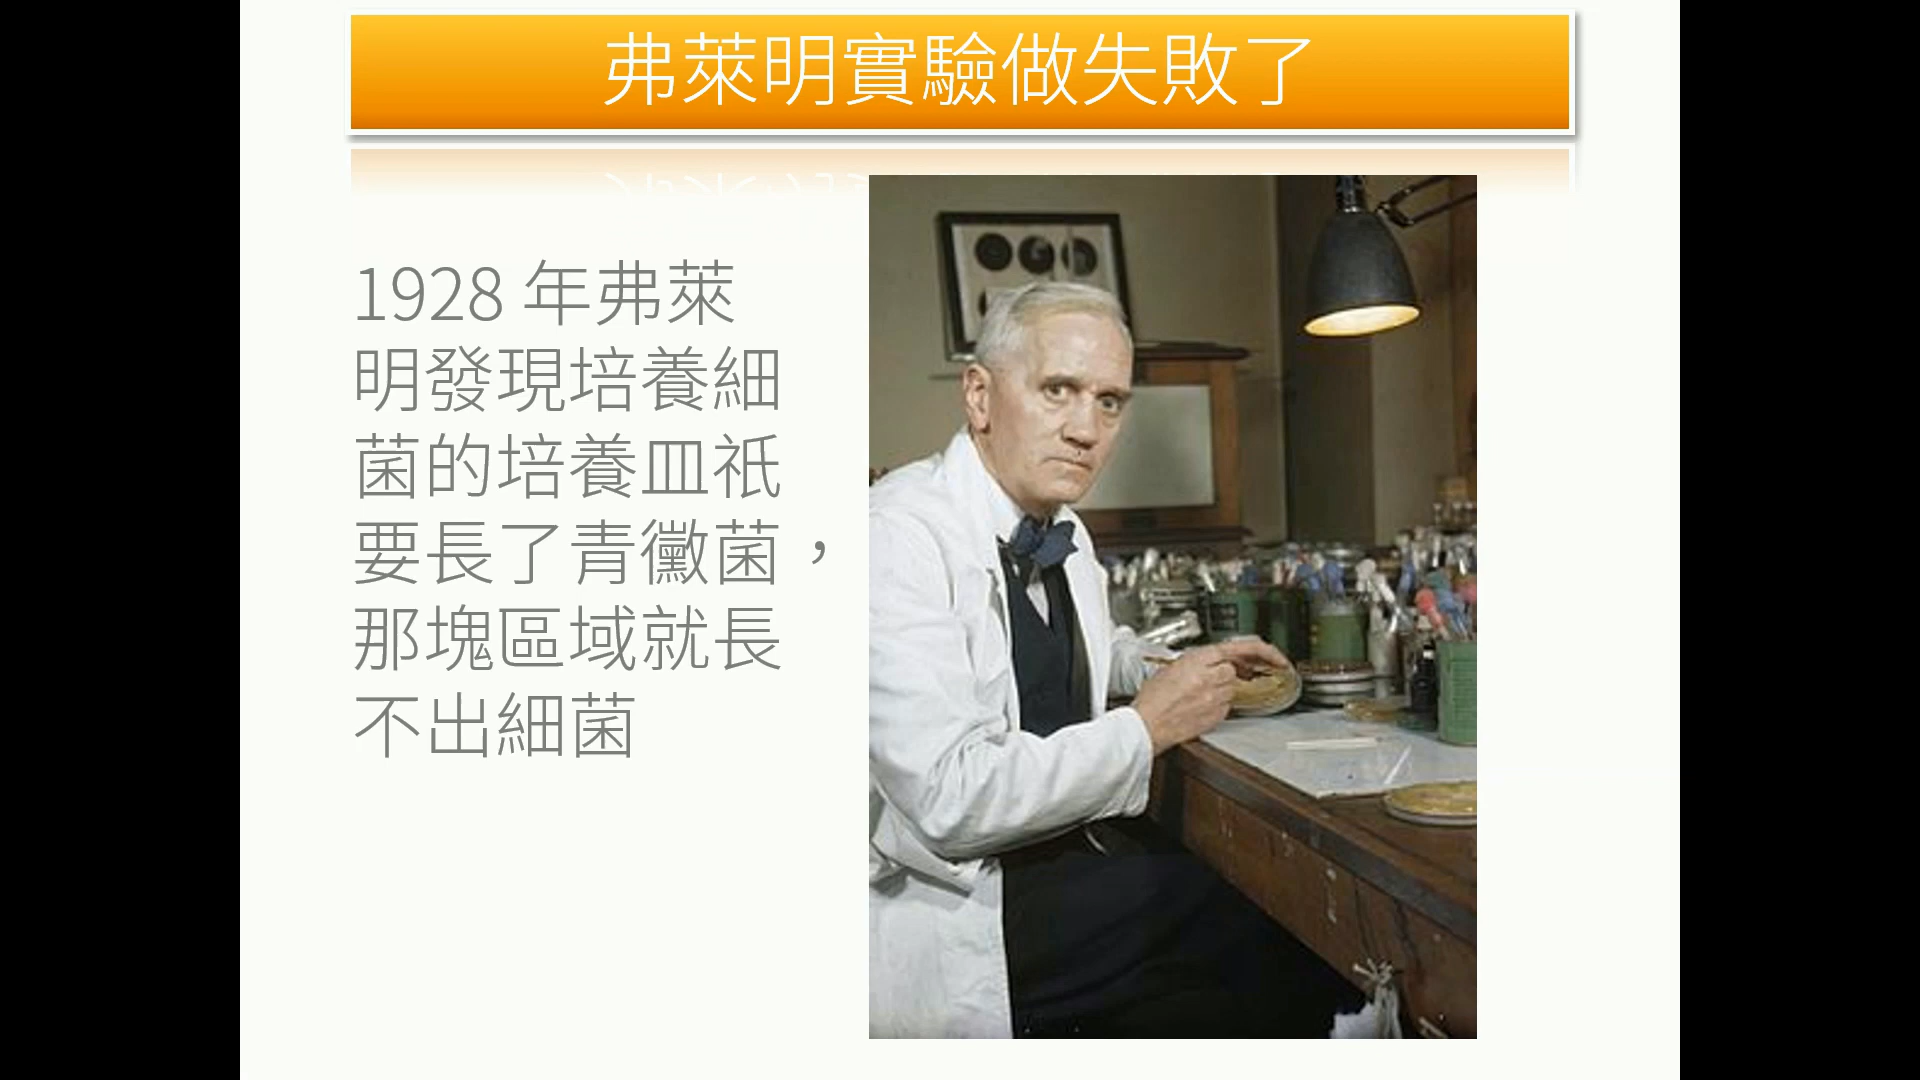 弗萊明實驗做失敗了
1928 年弗萊
明發現培養細
菌的培養皿祇
要長了青黴菌，
那塊區域就長
不出細菌